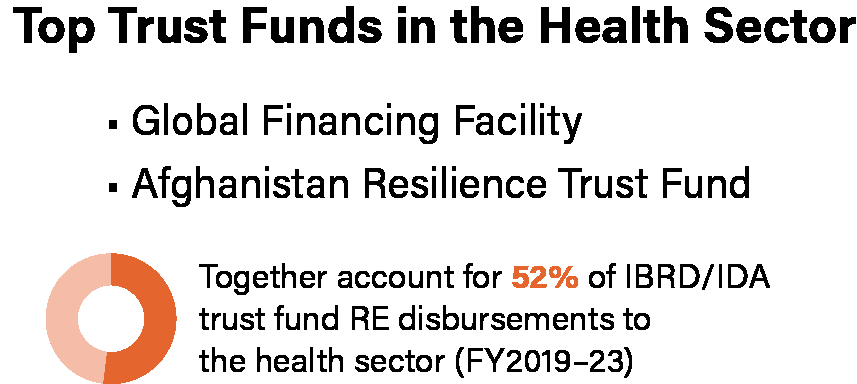 Top Trust Funds in the Health Sector
▪ Global Financing Facility
▪ Afghanistan Resilience Trust Fund
Together account for 52% of IBRD/IDA
trust fund RE disbursements to
the health sector (FY2019–23)